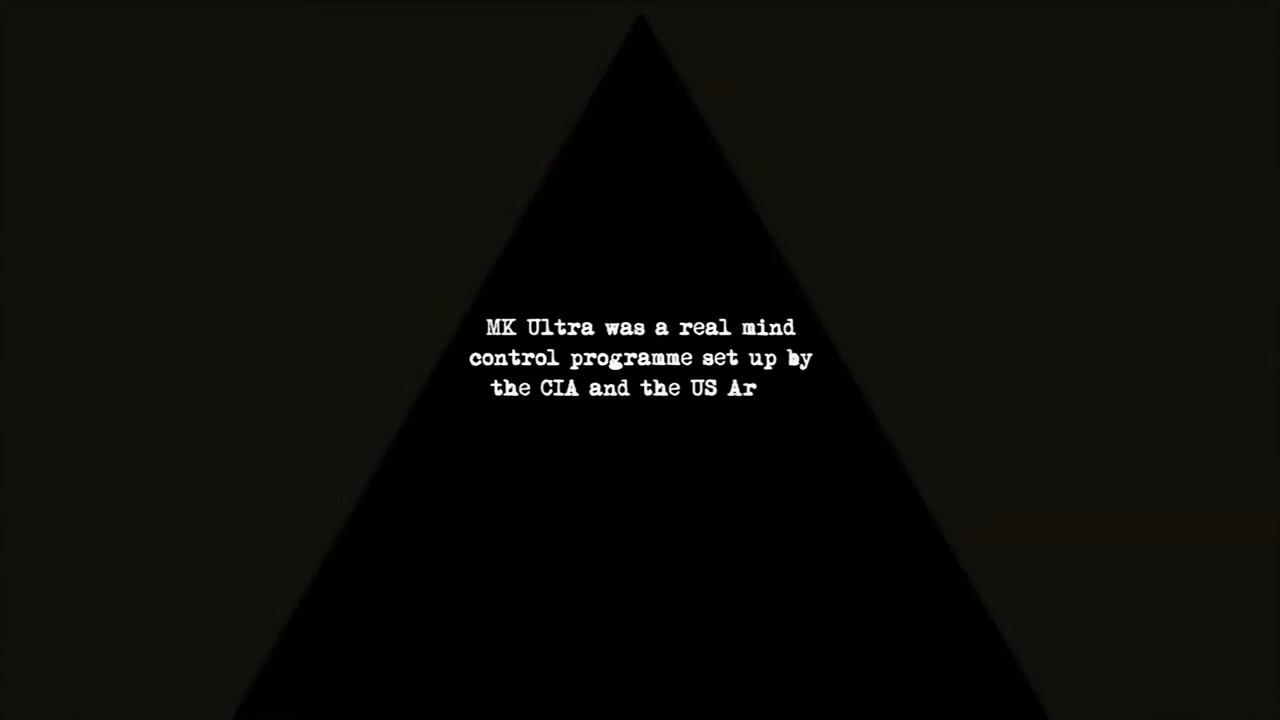 MK Ultra was a real mind
control programme set up by
the CIA and the US Ar